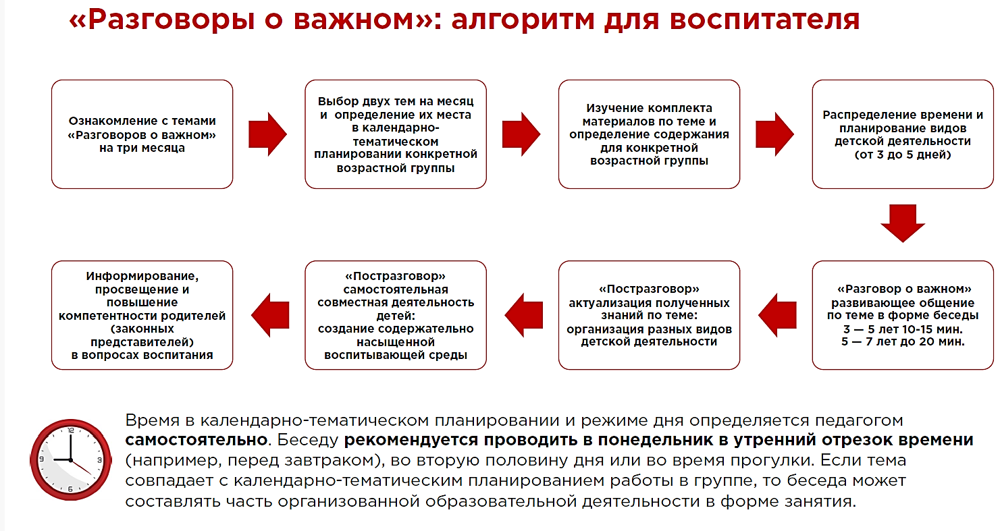 «Разговоры о важном»: алгоритм для воспитателя
Ознакомление с темами
«Разговоров о важном»
на три месяца
Выбор двух тем на месяц
и определение их места
в календарно-
тематическом
планировании конкретной
возрастной группы
Изучение комплекта
материалов по теме и
определение содержания
для конкретной
возрастной группы
Распределение времени и
планирование видов
детской деятельности
(от 3 до 5 дней)
«Разговор о важном»
развивающее общение
по теме в форме беседы
3 — 5 лет 10-15 мин.
5 — 7 лет до 20 мин.
«Постразговор»
актуализация полученных
знаний по теме:
организация разных видов
детской деятельности
«Постразговор»
самостоятельная
совместная деятельность
детей:
создание содержательно
насыщенной
воспитывающей среды
Информирование,
просвещение и
повышение
компетентности родителей
(законных
представителей)
в вопросах воспитания
12
3
6
9
Время в календарно-тематическом планировании и режиме дня определяется педагогом
самостоятельно. Беседу рекомендуется проводить в понедельник в утренний отрезок времени
(например, перед завтраком), во вторую половину дня или во время прогулки. Если тема
совпадает с календарно-тематическим планированием работы в группе, то беседа может
составлять часть организованной образовательной деятельности в форме занятия.